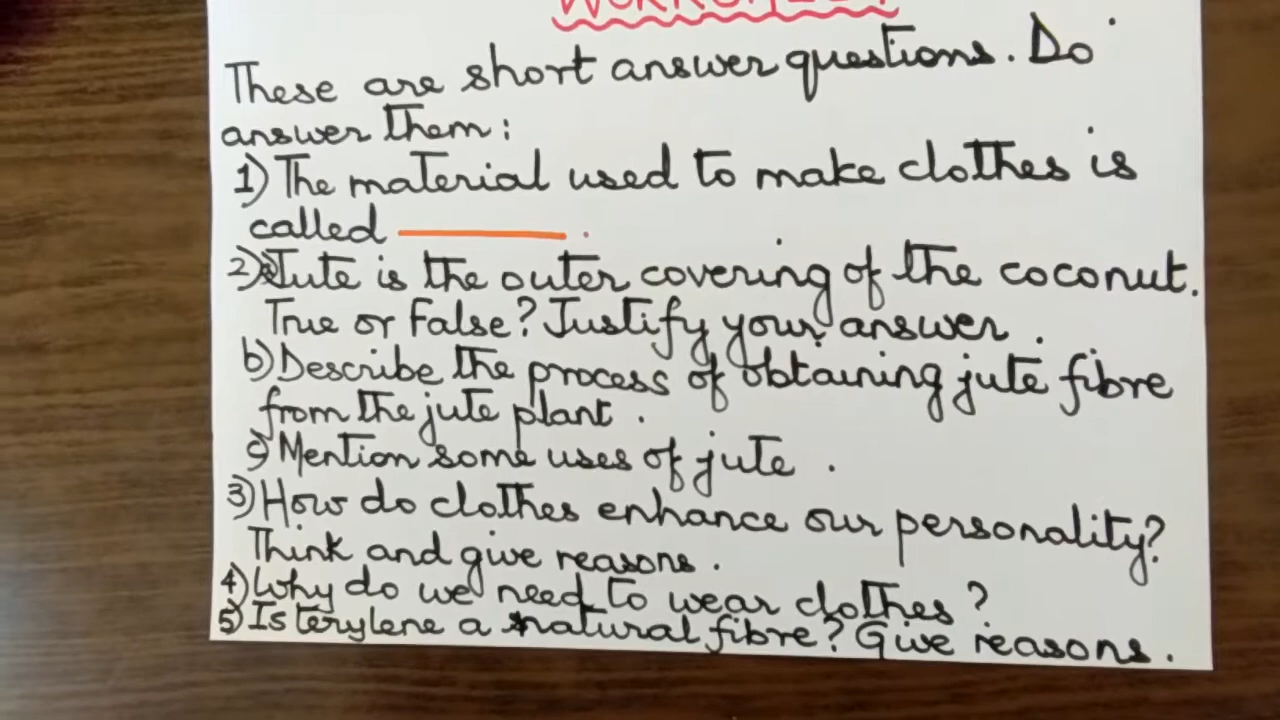 WORKSHEET
These are short answer questions. Do
answer them:
1) The material used to make clothes is
called ______.
2) a) Jute is the outer covering of the coconut.
True or False? Justify your answer.
b) Describe the process of obtaining jute fibre
from the jute plant.
c) Mention some uses of jute.
3) How do clothes enhance our personality?
Think and give reasons.
4) Why do we need to wear clothes?
5) Is terylene a natural fibre? Give reasons.